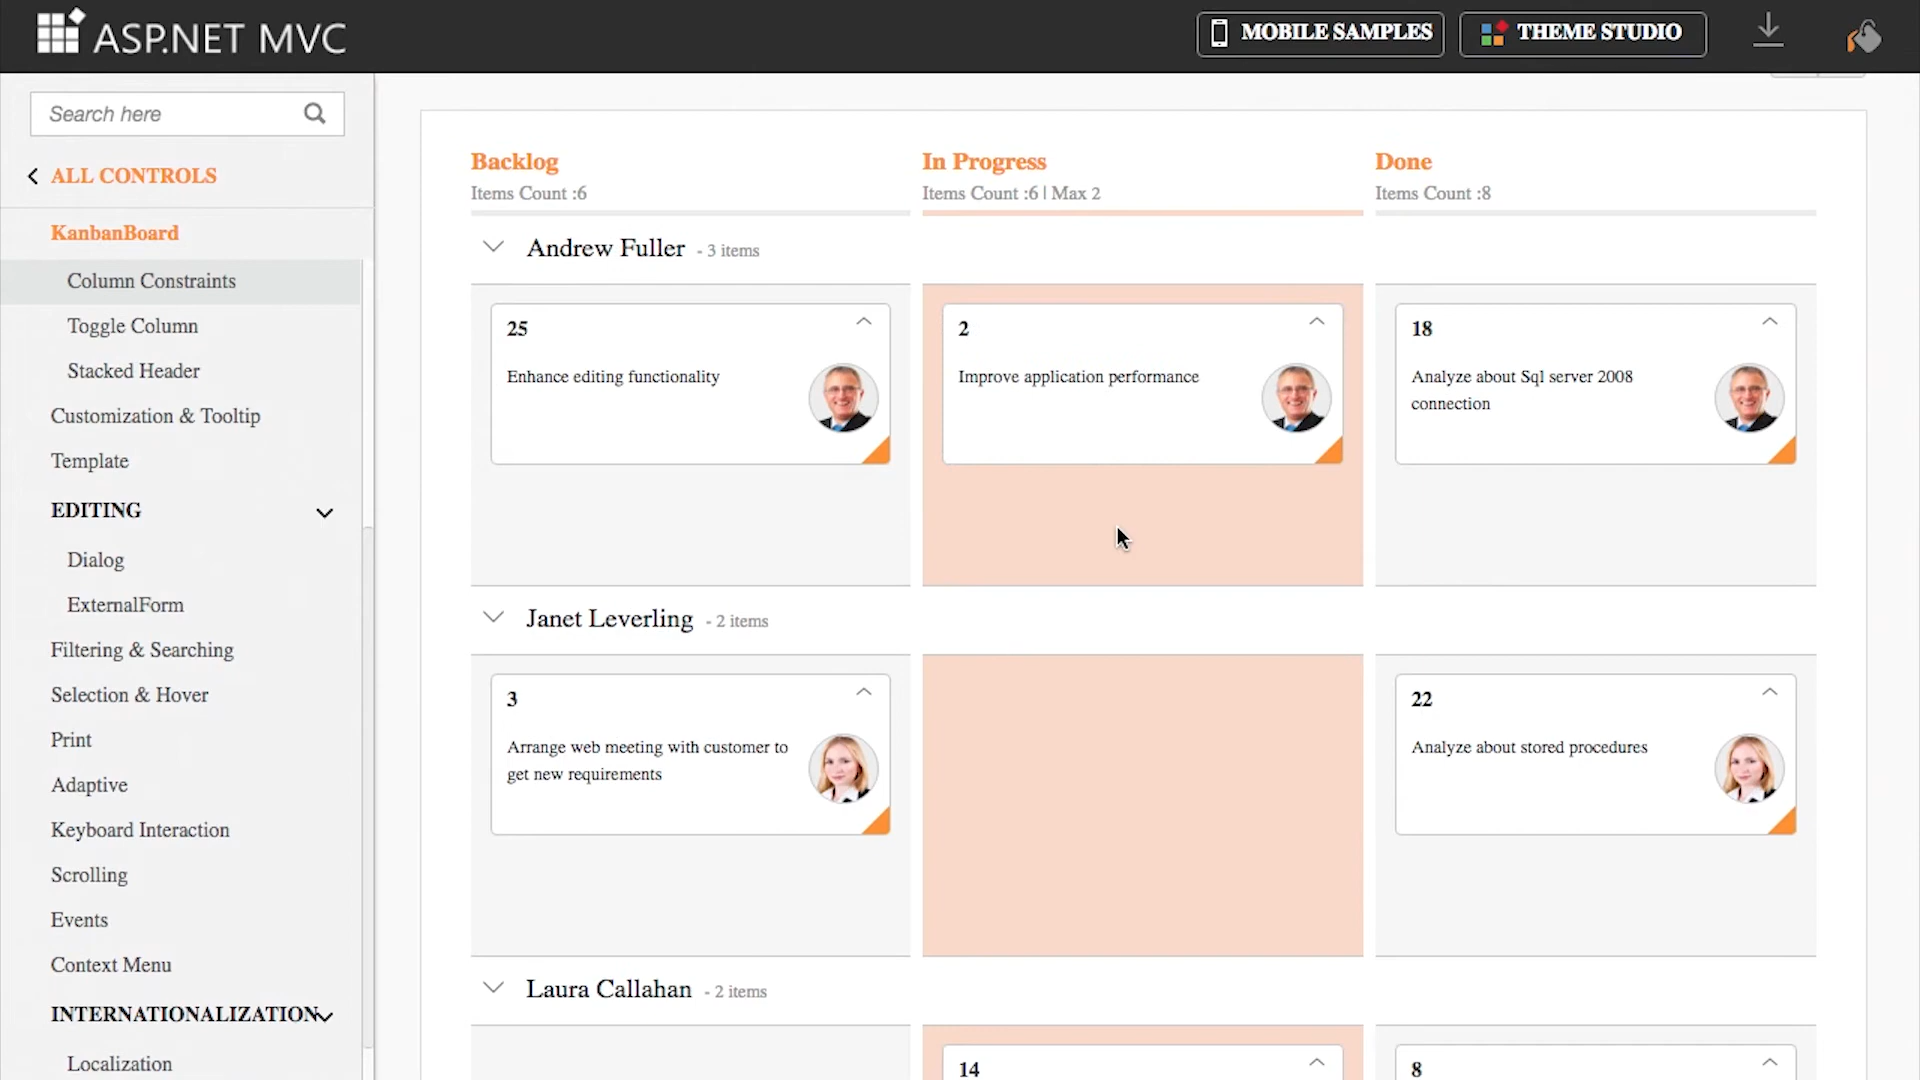 ASP.NET MVC
MOBILE SAMPLES
THEME STUDIO
Search here
ALL CONTROLS
KanbanBoard
Column Constraints
Toggle Column
Stacked Header
Customization & Tooltip
Template
EDITING
Dialog
ExternalForm
Filtering & Searching
Selection & Hover
Print
Adaptive
Keyboard Interaction
Scrolling
Events
Context Menu
INTERNATIONALIZATION
Localization
Backlog
Items Count :6
In Progress
Items Count :6 | Max 2
Done
Items Count :8
Andrew Fuller - 3 items
25
Enhance editing functionality
2
Improve application performance
18
Analyze about Sql server 2008
connection
Janet Leverling - 2 items
3
Arrange web meeting with customer to
get new requirements
22
Analyze about stored procedures
Laura Callahan - 2 items
14
8